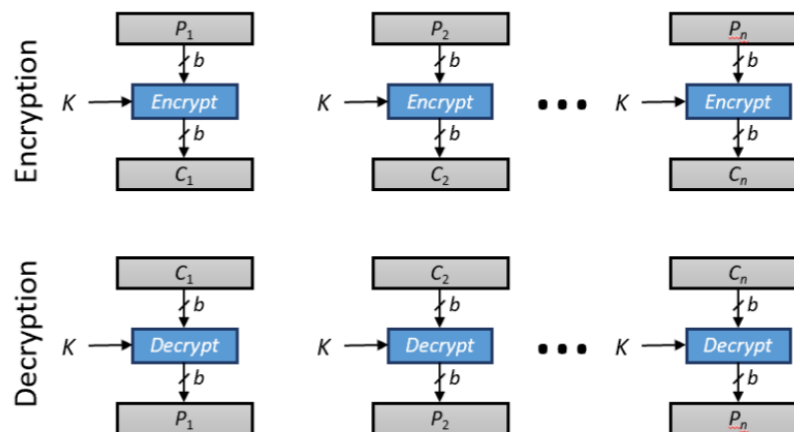 Encryption
P₁ P₂ Pₙ
b b b
K Encrypt K Encrypt ••• K Encrypt
b b b
C₁ C₂ Cₙ
Decryption
C₁ C₂ Cₙ
b b b
K Decrypt K Decrypt ••• K Decrypt
b b b
P₁ P₂ Pₙ